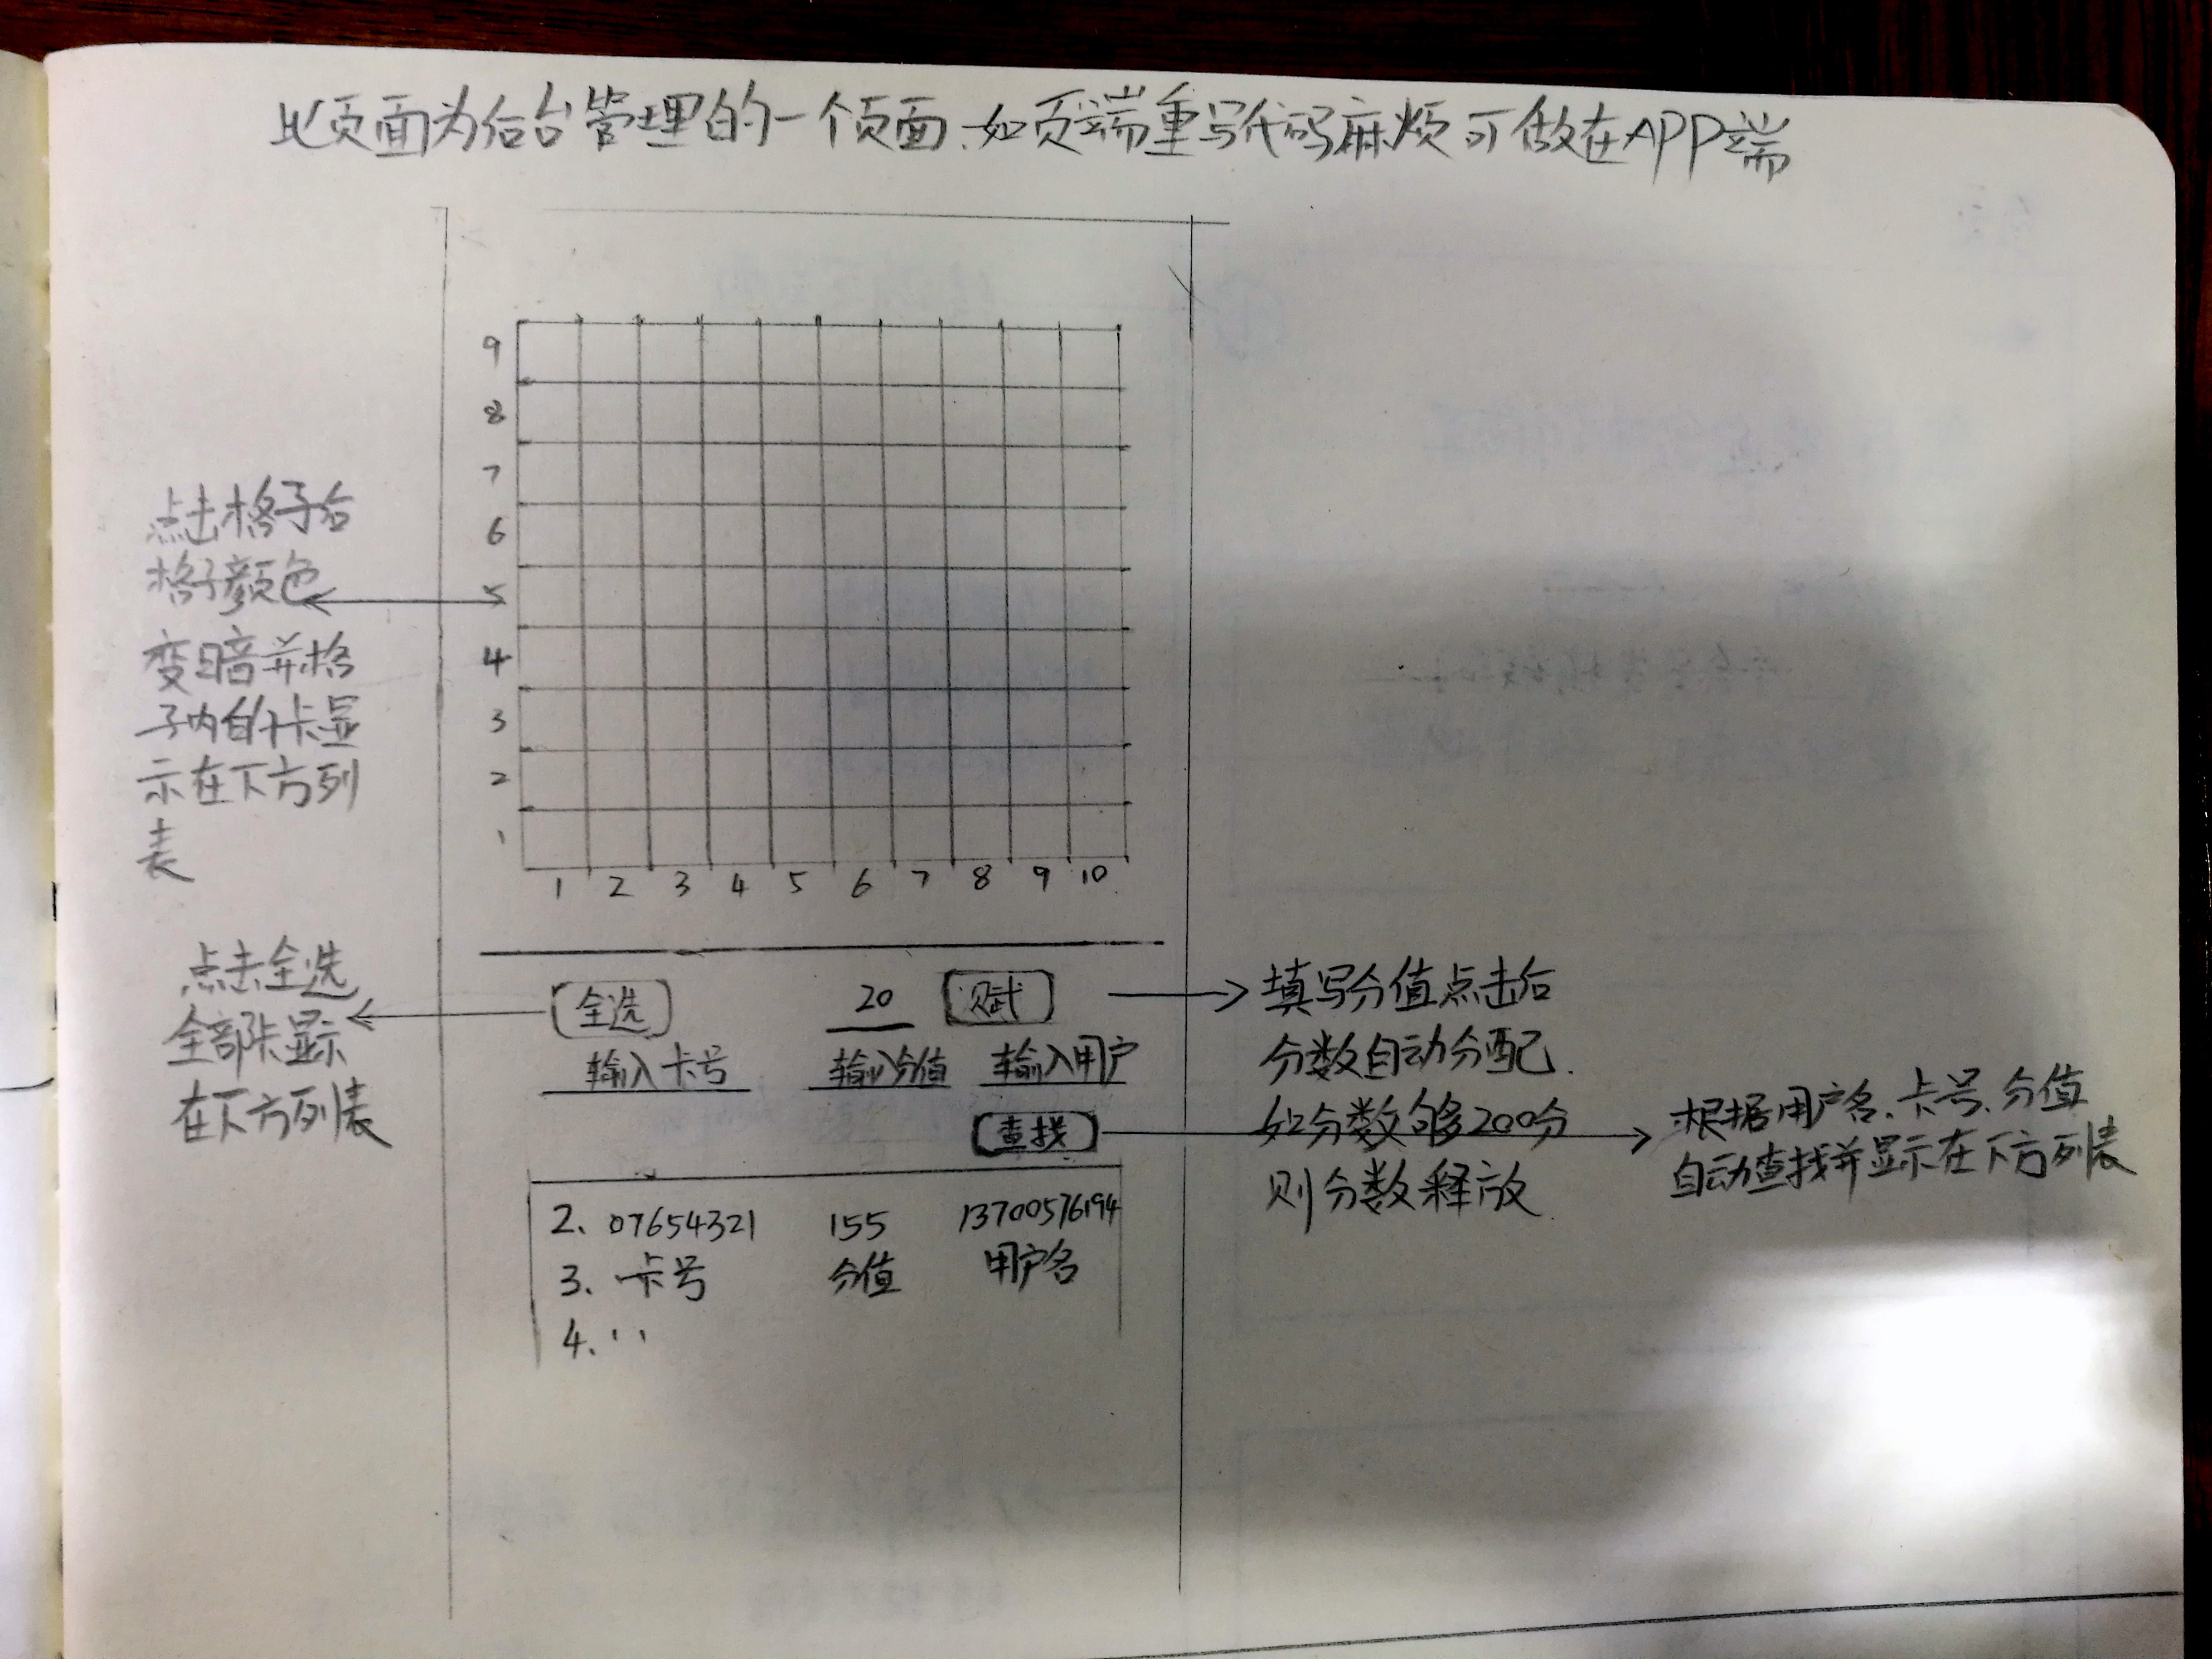 此页面为后台管理的一个页面.如页端重写代码麻烦可做在APP端
9
8
7
6
5
4
3
2
1
1 2 3 4 5 6 7 8 9 10
点击格子后
格子颜色
变暗并格
子内的卡显
示在下方列
表
点击全选
全部卡显示
在下方列表
全选 20 赋
输入卡号 输入分值 输入用户
查找
填写分值点击后
分数自动分配.
如分数够200分
则分数释放.
根据用户名、卡号、分值
自动查找并显示在下方列表
2. 07654321 155 13700576194
3. 卡号 分值 用户名
4. ､､